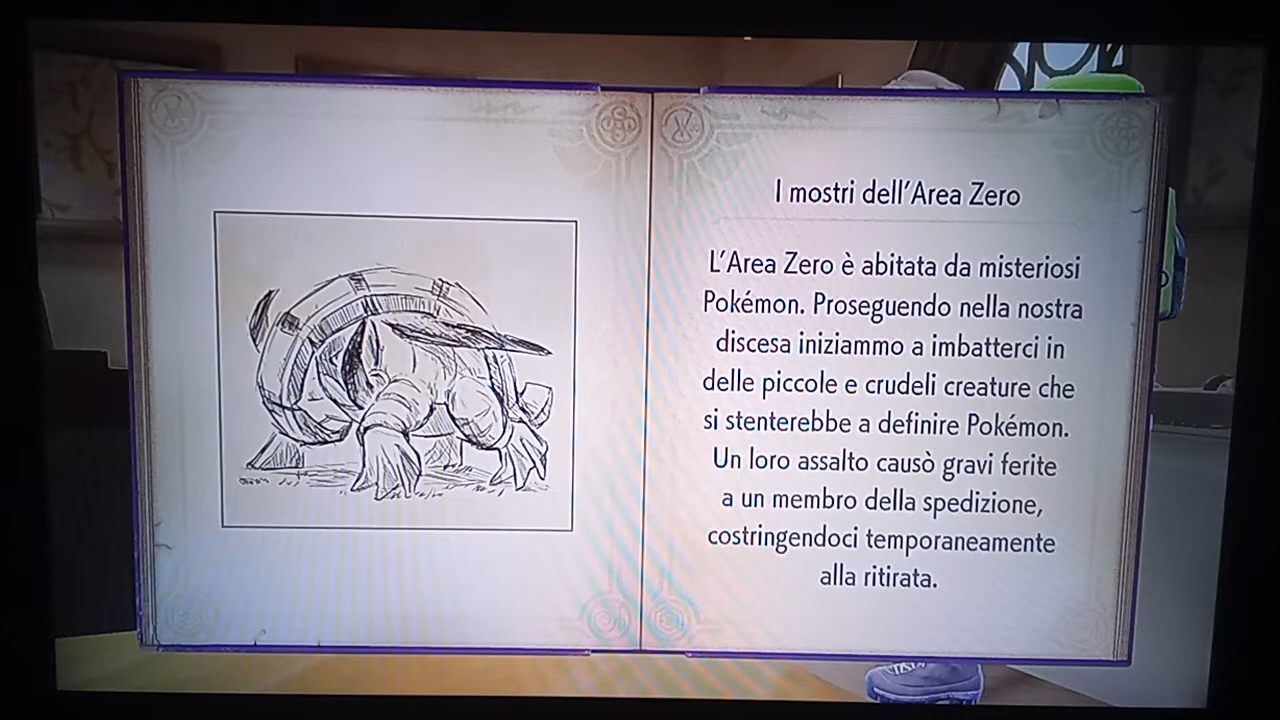 I mostri dell'Area Zero
L'Area Zero è abitata da misteriosi
Pokémon. Proseguendo nella nostra
discesa iniziammo a imbatterci in
delle piccole e crudeli creature che
si stenterebbe a definire Pokémon.
Un loro assalto causò gravi ferite
a un membro della spedizione,
costringendoci temporaneamente
alla ritirata.